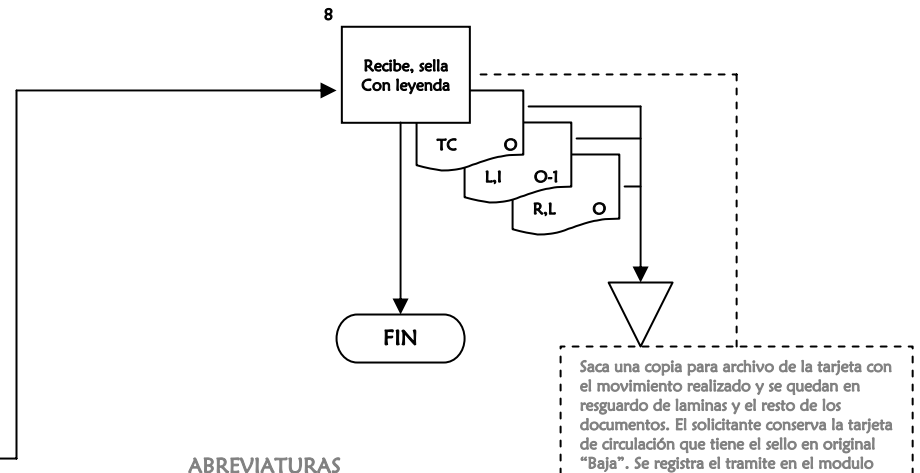 8
Recibe, sella
Con leyenda
TC O
L,I O-1
R,L O
FIN
Saca una copia para archivo de la tarjeta con
el movimiento realizado y se quedan en
resguardo de laminas y el resto de los
documentos. El solicitante conserva la tarjeta
de circulación que tiene el sello en original
“Baja”. Se registra el tramite en el modulo
ABREVIATURAS